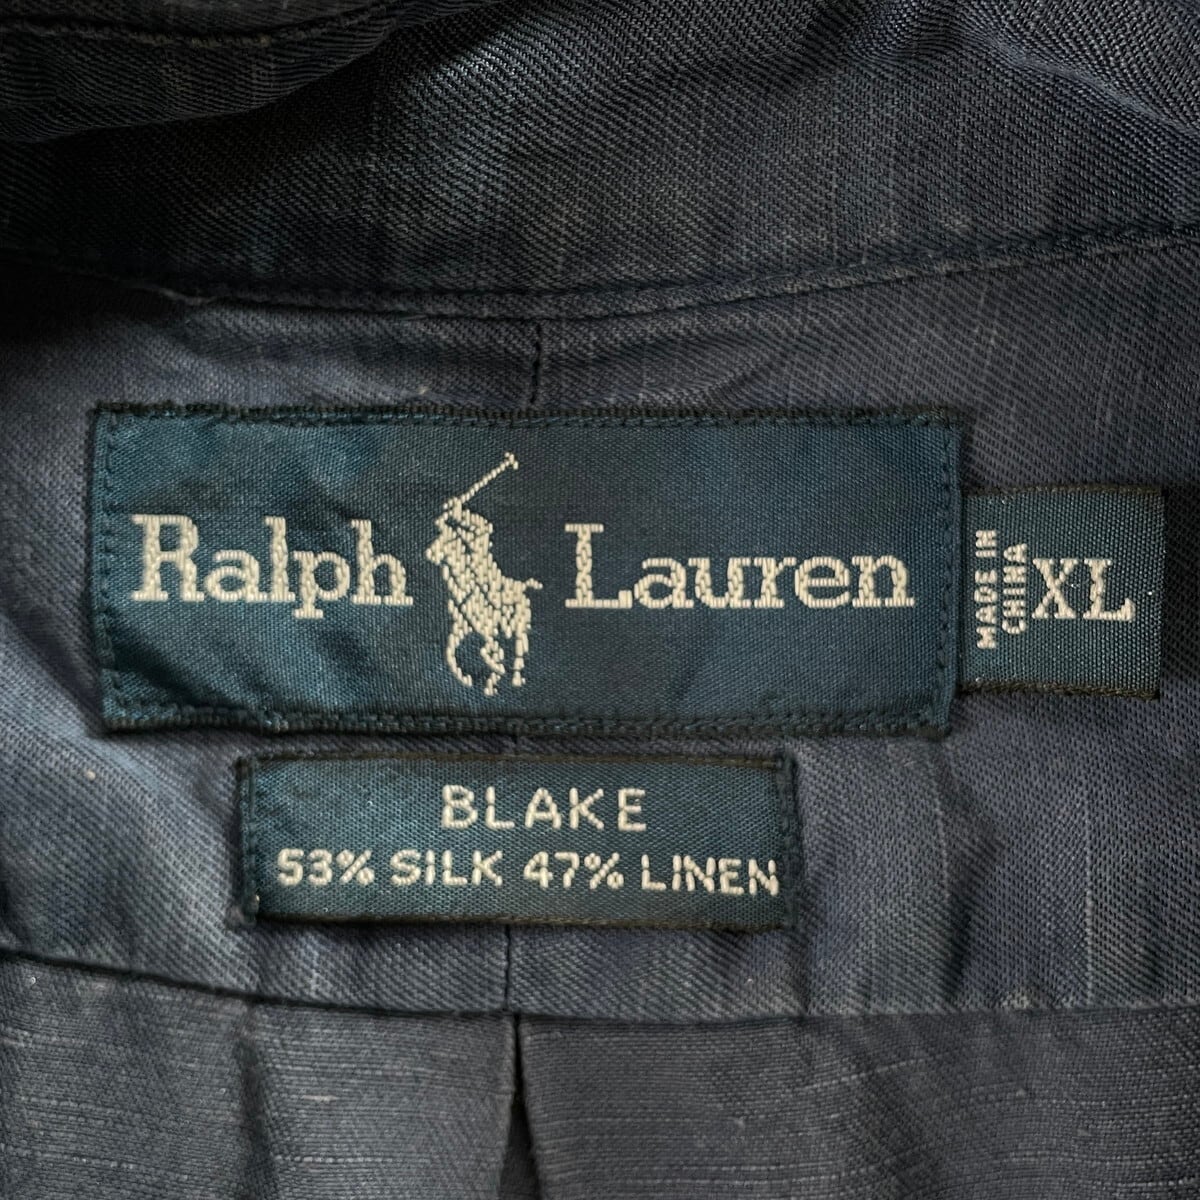 Ralph Lauren
MADE IN
CHINA
XL
BLAKE
53% SILK 47% LINEN